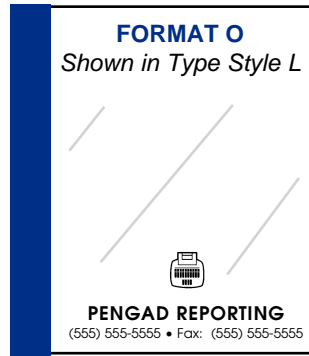 FORMAT O
Shown in Type Style L
PENGAD REPORTING
(555) 555-5555 • Fax: (555) 555-5555